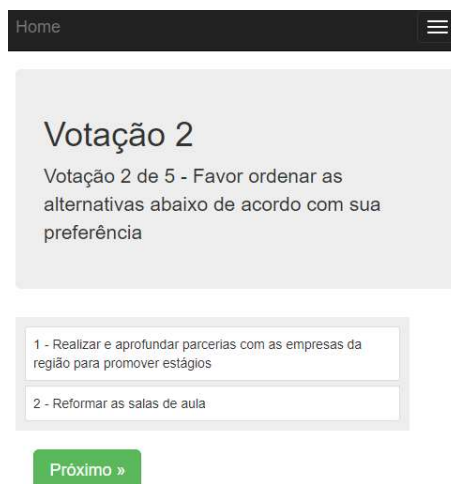 Home
Votação 2
Votação 2 de 5 - Favor ordenar as
alternativas abaixo de acordo com sua
preferência
1 - Realizar e aprofundar parcerias com as empresas da
região para promover estágios
2 - Reformar as salas de aula
Próximo »